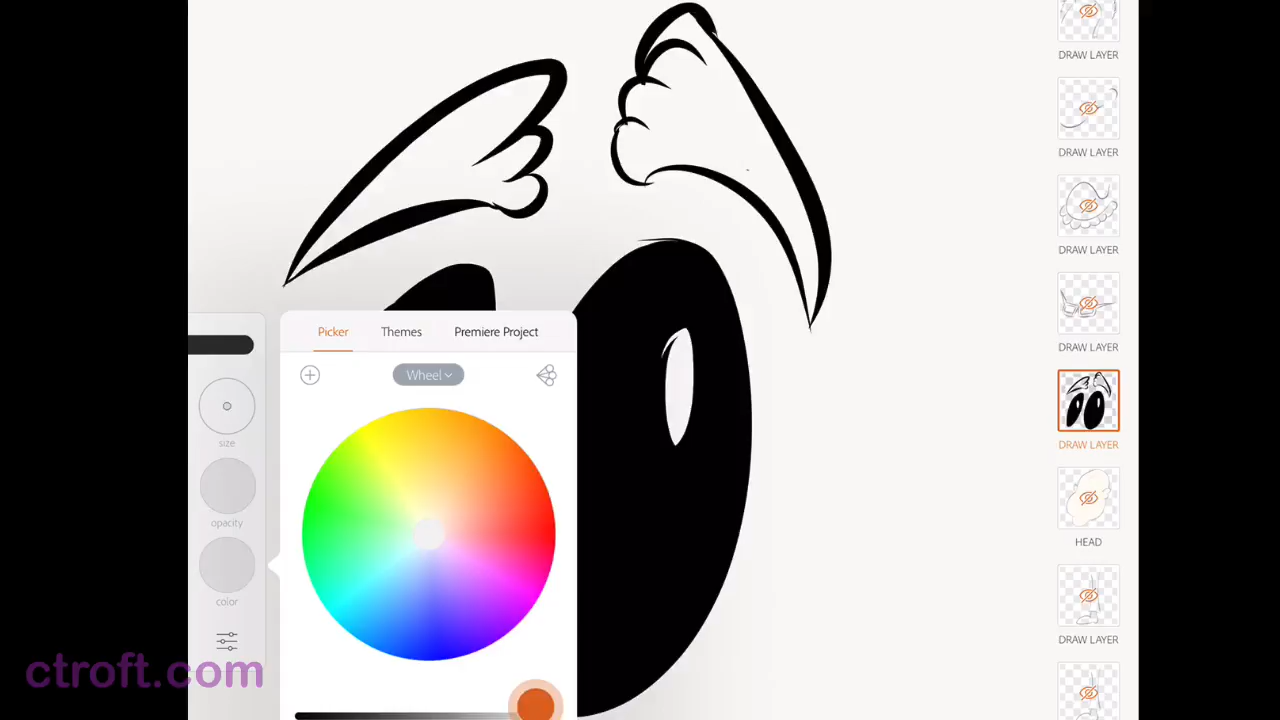 DRAW LAYER
DRAW LAYER
DRAW LAYER
Picker Themes Premiere Project
DRAW LAYER
Wheel
size
DRAW LAYER
opacity
HEAD
color
DRAW LAYER
ctroft.com